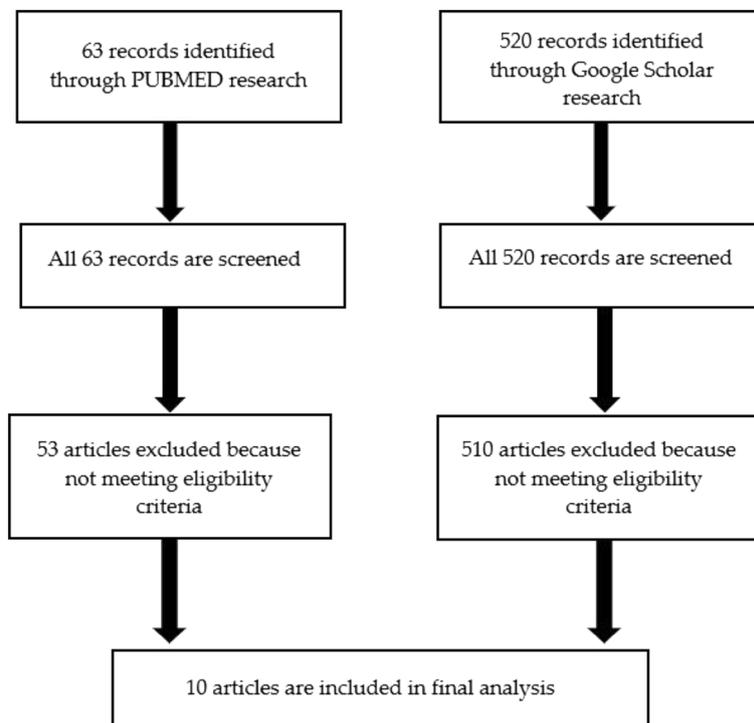 63 records identified
through PUBMED research
520 records identified
through Google Scholar
research
All 63 records are screened
All 520 records are screened
53 articles excluded because
not meeting eligibility
criteria
510 articles excluded because
not meeting eligibility
criteria
10 articles are included in final analysis